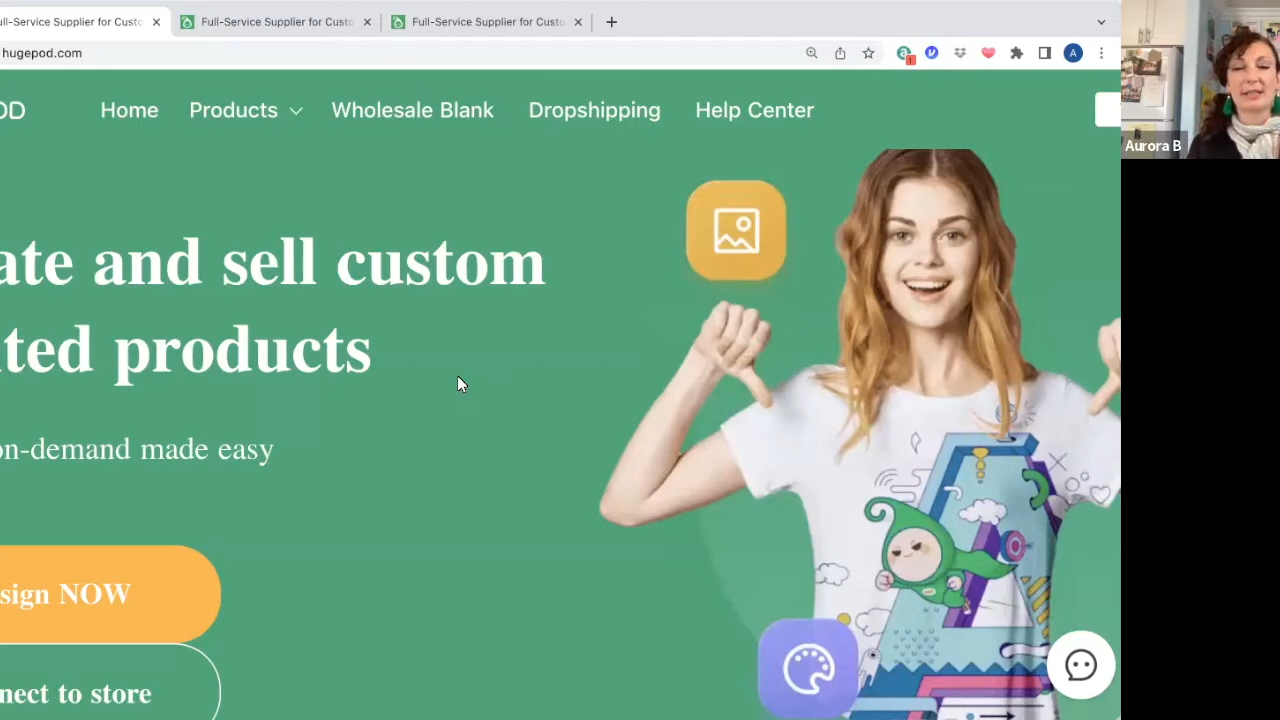 ull-Service Supplier for Custo
Full-Service Supplier for Custo
Full-Service Supplier for Custo
hugepod.com
1
A
OD
Home
Products
Wholesale Blank
Dropshipping
Help Center
Aurora B
ate and sell custom
ted products
on-demand made easy
sign NOW
nect to store